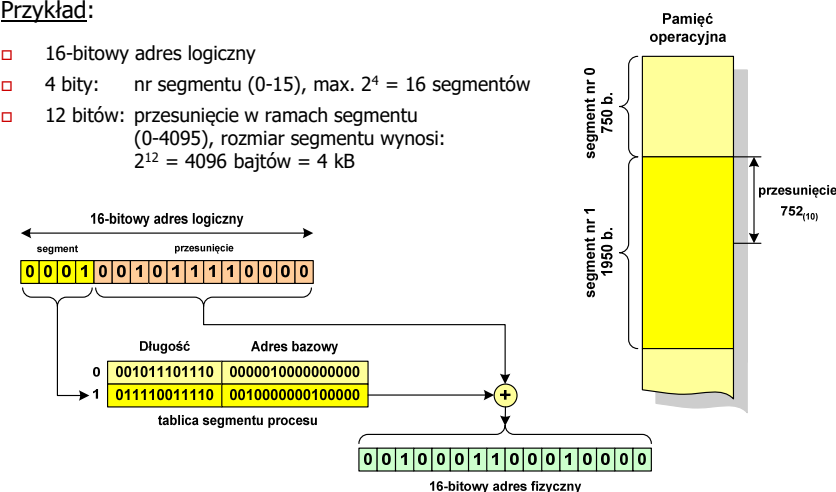 Przykład:
16-bitowy adres logiczny
4 bity: nr segmentu (0-15), max. 2⁴ = 16 segmentów
12 bitów: przesunięcie w ramach segmentu
(0-4095), rozmiar segmentu wynosi:
2¹² = 4096 bajtów = 4 kB
Pamięć
operacyjna
segment nr 0
750 b.
segment nr 1
1950 b.
przesunięcie
752₍₁₀₎
16-bitowy adres logiczny
segment przesunięcie
0 0 0 1 0 0 1 0 1 1 1 1 0 0 0 0
Długość Adres bazowy
0 001011101110 0000010000000000
1 011110011110 0010000000100000
tablica segmentu procesu
+
0 0 1 0 0 0 1 1 0 0 0 1 0 0 0 0
16-bitowy adres fizyczny